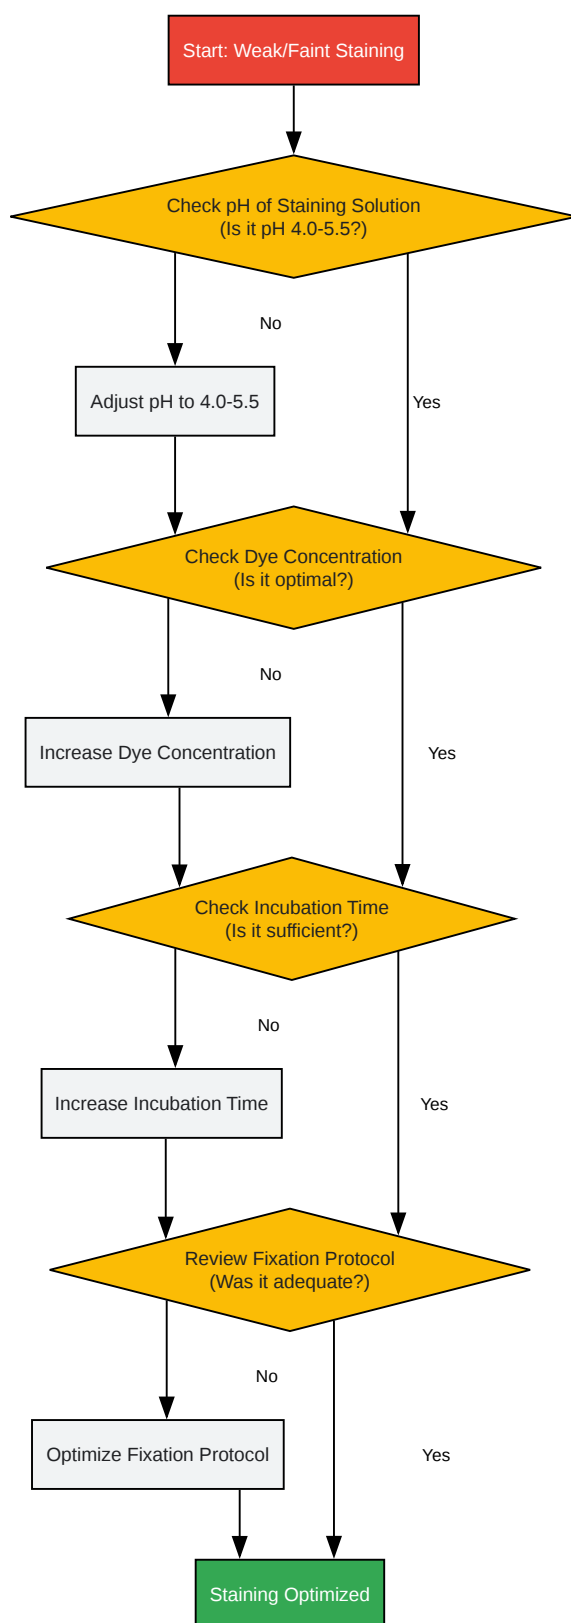 Start: Weak/Faint Staining
Check pH of Staining Solution
(Is it pH 4.0-5.5?)
No
Adjust pH to 4.0-5.5
Yes
Check Dye Concentration
(Is it optimal?)
No
Increase Dye Concentration
Yes
Check Incubation Time
(Is it sufficient?)
No
Increase Incubation Time
Yes
Review Fixation Protocol
(Was it adequate?)
No
Optimize Fixation Protocol
Yes
Staining Optimized